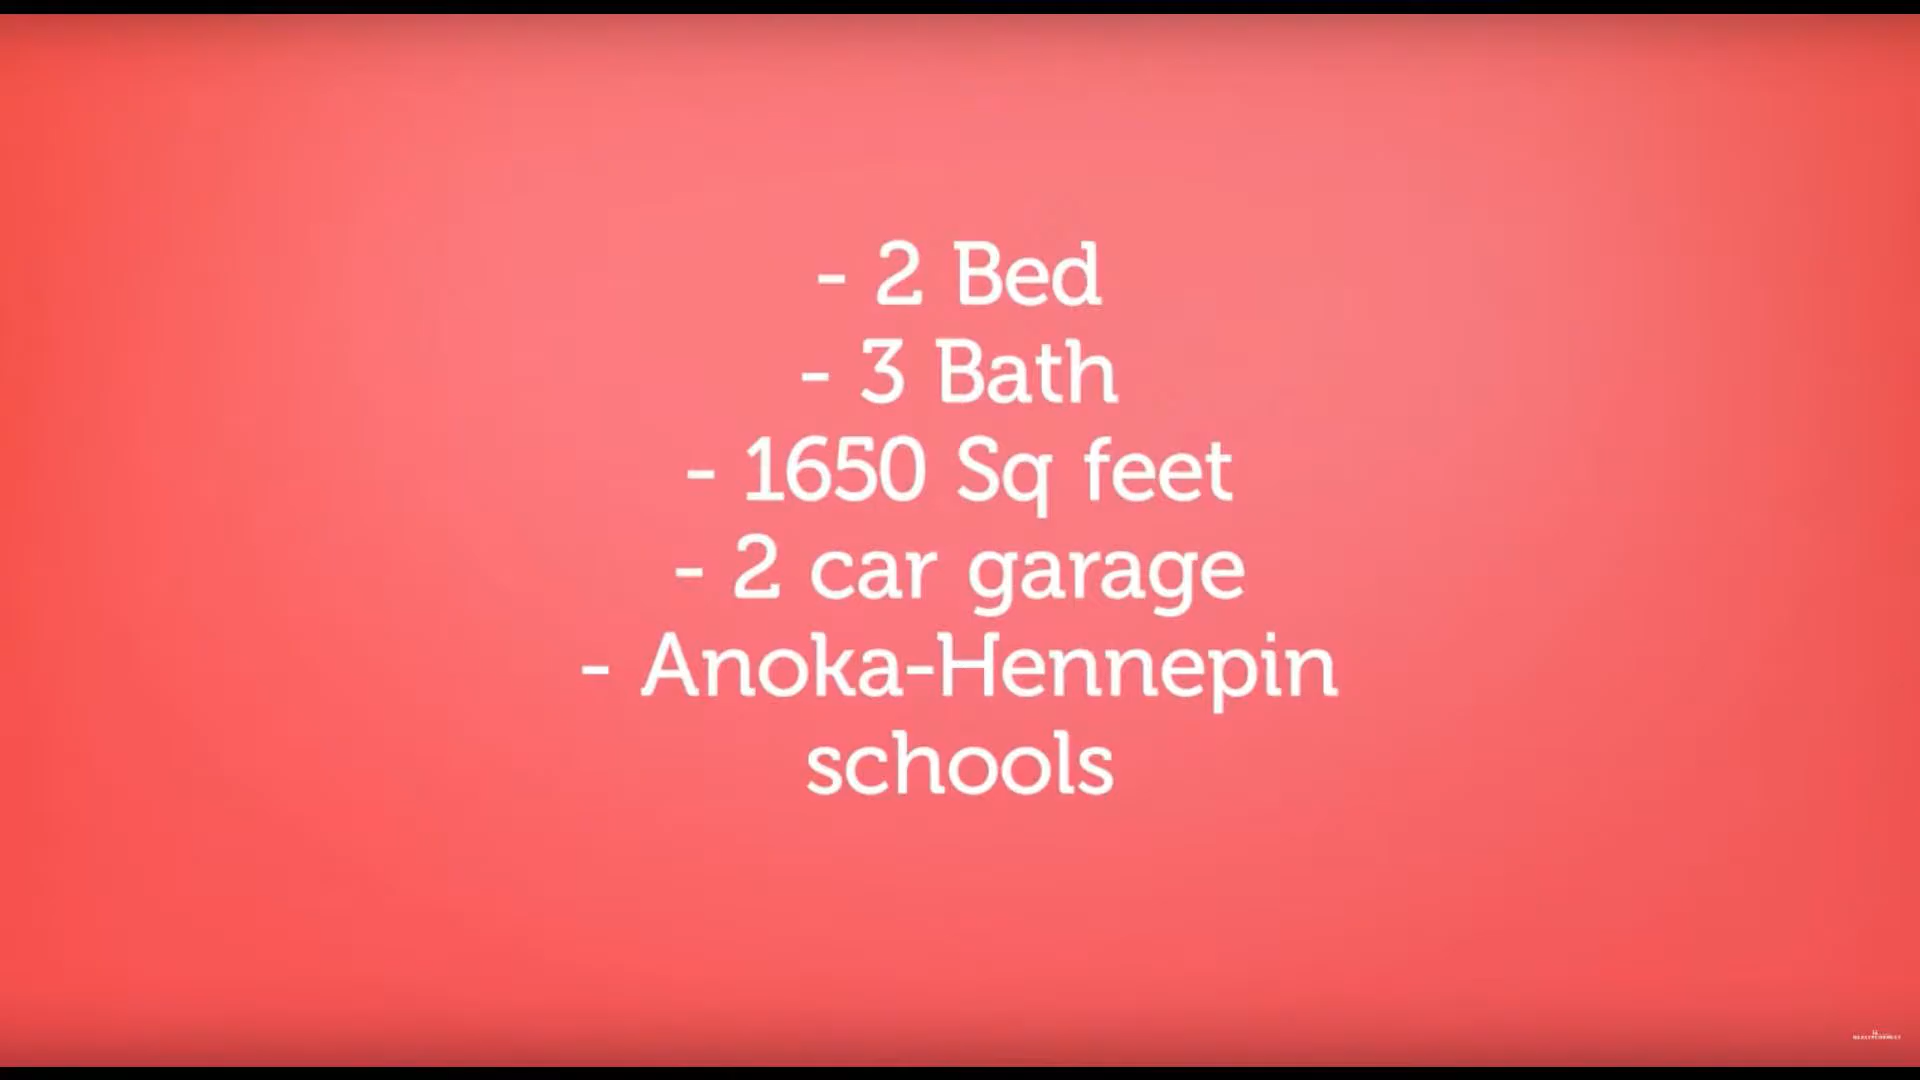 - 2 Bed
- 3 Bath
- 1650 Sq feet
- 2 car garage
- Anoka-Hennepin
schools